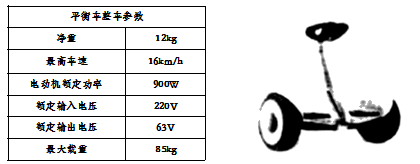 平衡车整车参数
净重 12kg
最高车速 16km/h
电动机额定功率 900W
额定输入电压 220V
额定输出电压 63V
最大载重 85kg